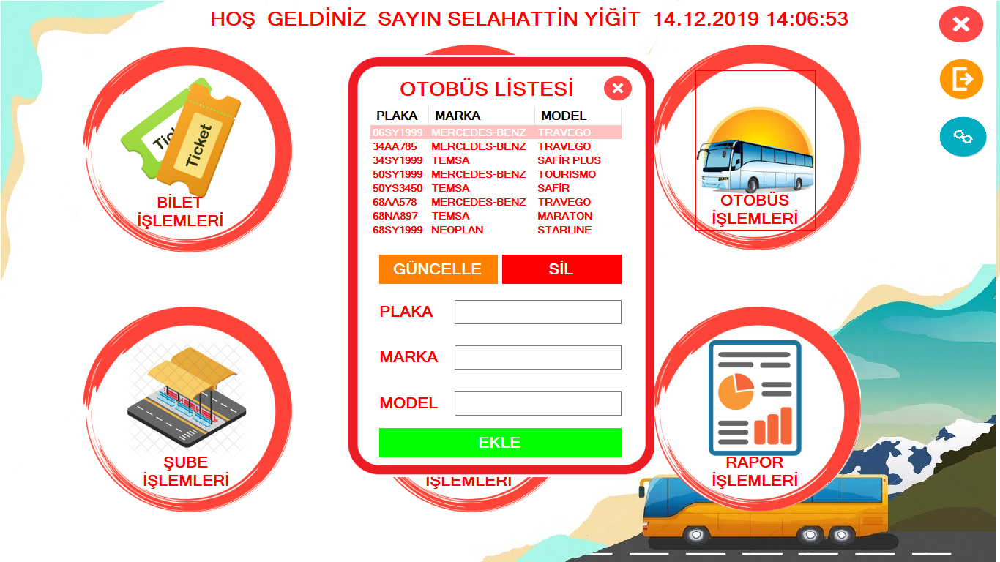 HOŞ GELDİNİZ SAYIN SELAHATTİN YİĞİT 14.12.2019 14:06:53
Ticket
BİLET
İŞLEMLERİ
OTOBÜS LİSTESİ
PLAKA MARKA MODEL
06SY1999 MERCEDES-BENZ TRAVEGO
34AA785 MERCEDES-BENZ TRAVEGO
34SY1999 TEMSA SAFİR PLUS
50SY1999 MERCEDES-BENZ TOURISMO
50YS3450 TEMSA SAFİR
68AA578 MERCEDES-BENZ TRAVEGO
68NA897 TEMSA MARATON
68SY1999 NEOPLAN STARLİNE
GÜNCELLE SİL
PLAKA
MARKA
MODEL
EKLE
OTOBÜS
İŞLEMLERİ
ŞUBE
İŞLEMLERİ
İŞLEMLERİ
RAPOR
İŞLEMLERİ